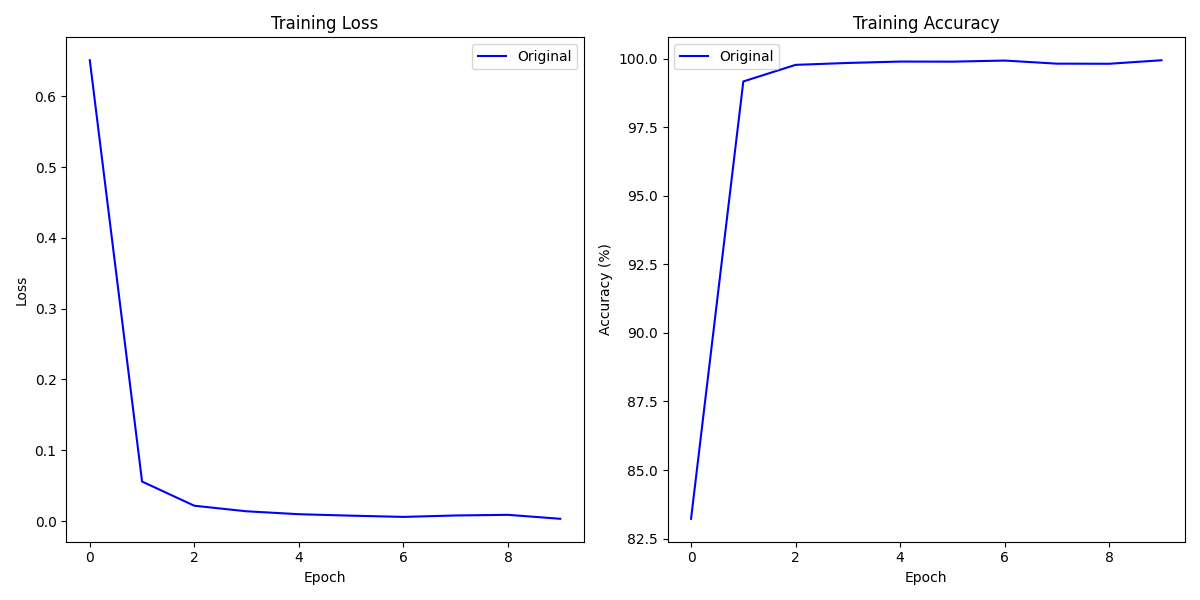 Training Loss
Original
0.6
0.5
0.4
0.3
0.2
0.1
0.0
Loss
0 2 4 6 8
Epoch
Training Accuracy
Original
100.0
97.5
95.0
92.5
90.0
87.5
85.0
82.5
Accuracy (%)
0 2 4 6 8
Epoch